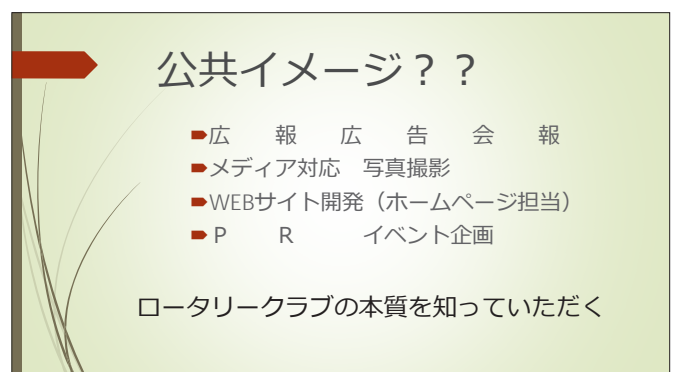 公共イメージ？？
広　報　広　告　会　報
メディア対応　写真撮影
WEBサイト開発（ホームページ担当）
P　R　　イベント企画
ロータリークラブの本質を知っていただく